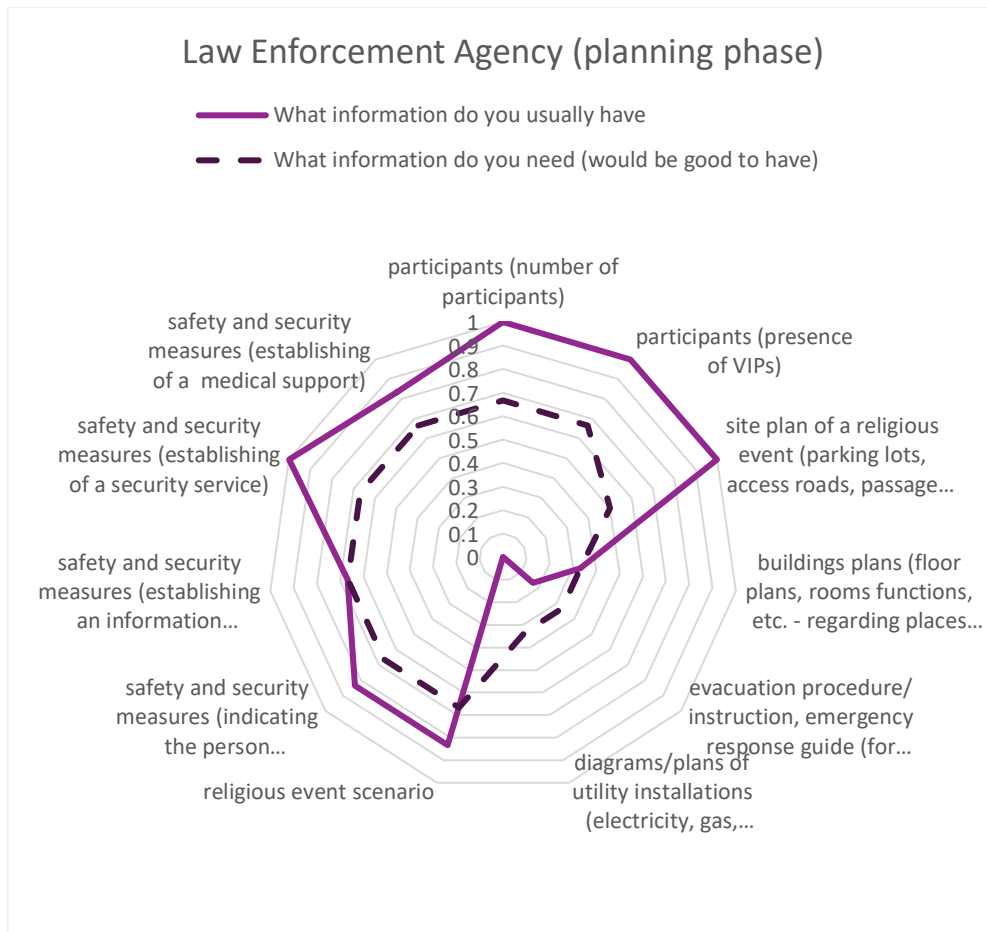 Law Enforcement Agency (planning phase)
What information do you usually have
What information do you need (would be good to have)
participants (number of
participants)
participants (presence
of VIPs)
site plan of a religious
event (parking lots,
access roads, passage...
buildings plans (floor
plans, rooms functions,
etc. - regarding places...
evacuation procedure/
instruction, emergency
response guide (for...
diagrams/plans of
utility installations
(electricity, gas,...
religious event scenario
safety and security
measures (indicating
the person...
safety and security
measures (establishing
an information...
safety and security
measures (establishing
of a security service)
safety and security
measures (establishing
of a  medical support)
1
0.9
0.8
0.7
0.6
0.5
0.4
0.3
0.2
0.1
0